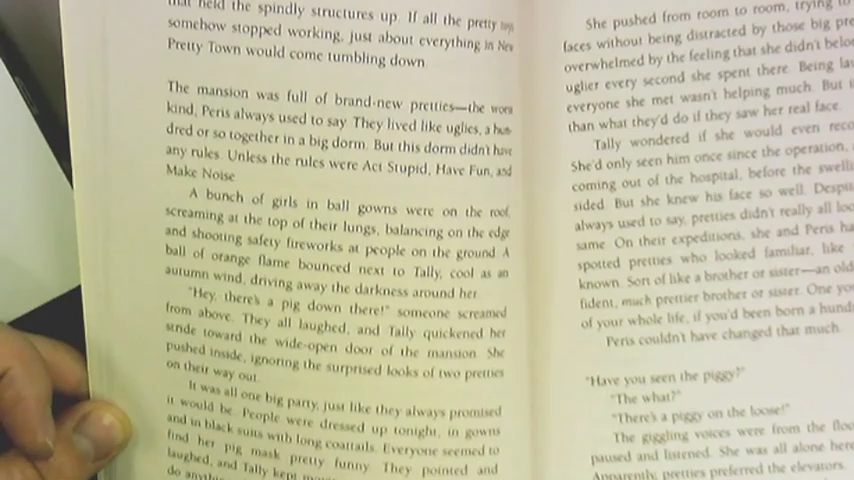 that held the spindly structures up. If all the pretty toys
somehow stopped working, just about everything in New
Pretty Town would come tumbling down.
The mansion was full of brand-new pretties—the worst
kind, Peris always used to say. They lived like uglies, a hun-
dred or so together in a big dorm. But this dorm didn't have
any rules. Unless the rules were Act Stupid, Have Fun, and
Make Noise
A bunch of girls in ball gowns were on the roof,
screaming at the top of their lungs, balancing on the edge
and shooting safety fireworks at people on the ground. A
ball of orange flame bounced next to Tally, cool as an
autumn wind, driving away the darkness around her.
"Hey, there's a pig down there!" someone screamed
from above. They all laughed, and Tally quickened her
stride toward the wide-open door of the mansion. She
pushed inside, ignoring the surprised looks of two pretties
on their way out.
It was all one big party, just like they always promised
it would be. People were dressed up tonight, in gowns
and in black suits with long coattails. Everyone seemed to
find her pig mask pretty funny. They pointed and
laughed, and Tally kept
do
She pushed from room to room, trying to
faces without being distracted by those big
overwhelmed by the feeling that she didn't
uglier every second she spent there. Being
everyone she met wasn't helping much. But
than what they'd do if they saw her real face.
Tally wondered if she would even
She'd only seen him once since the operation,
coming out of the hospital, before the
sided. But she knew his face so well.
always used to say, pretties didn't really all
same. On their expeditions, she and Peris
spotted pretties who looked familiar, like
known. Sort of like a brother or sister—an
fident, much prettier brother or sister. One
of your whole life, if you'd been born a
Peris couldn't have changed that much.
"Have you seen the piggy?"
"The what?"
"There's a piggy on the loose!"
The giggling voices were from the
paused and listened. She was all alone
Apparently, pretties preferred the elevators.